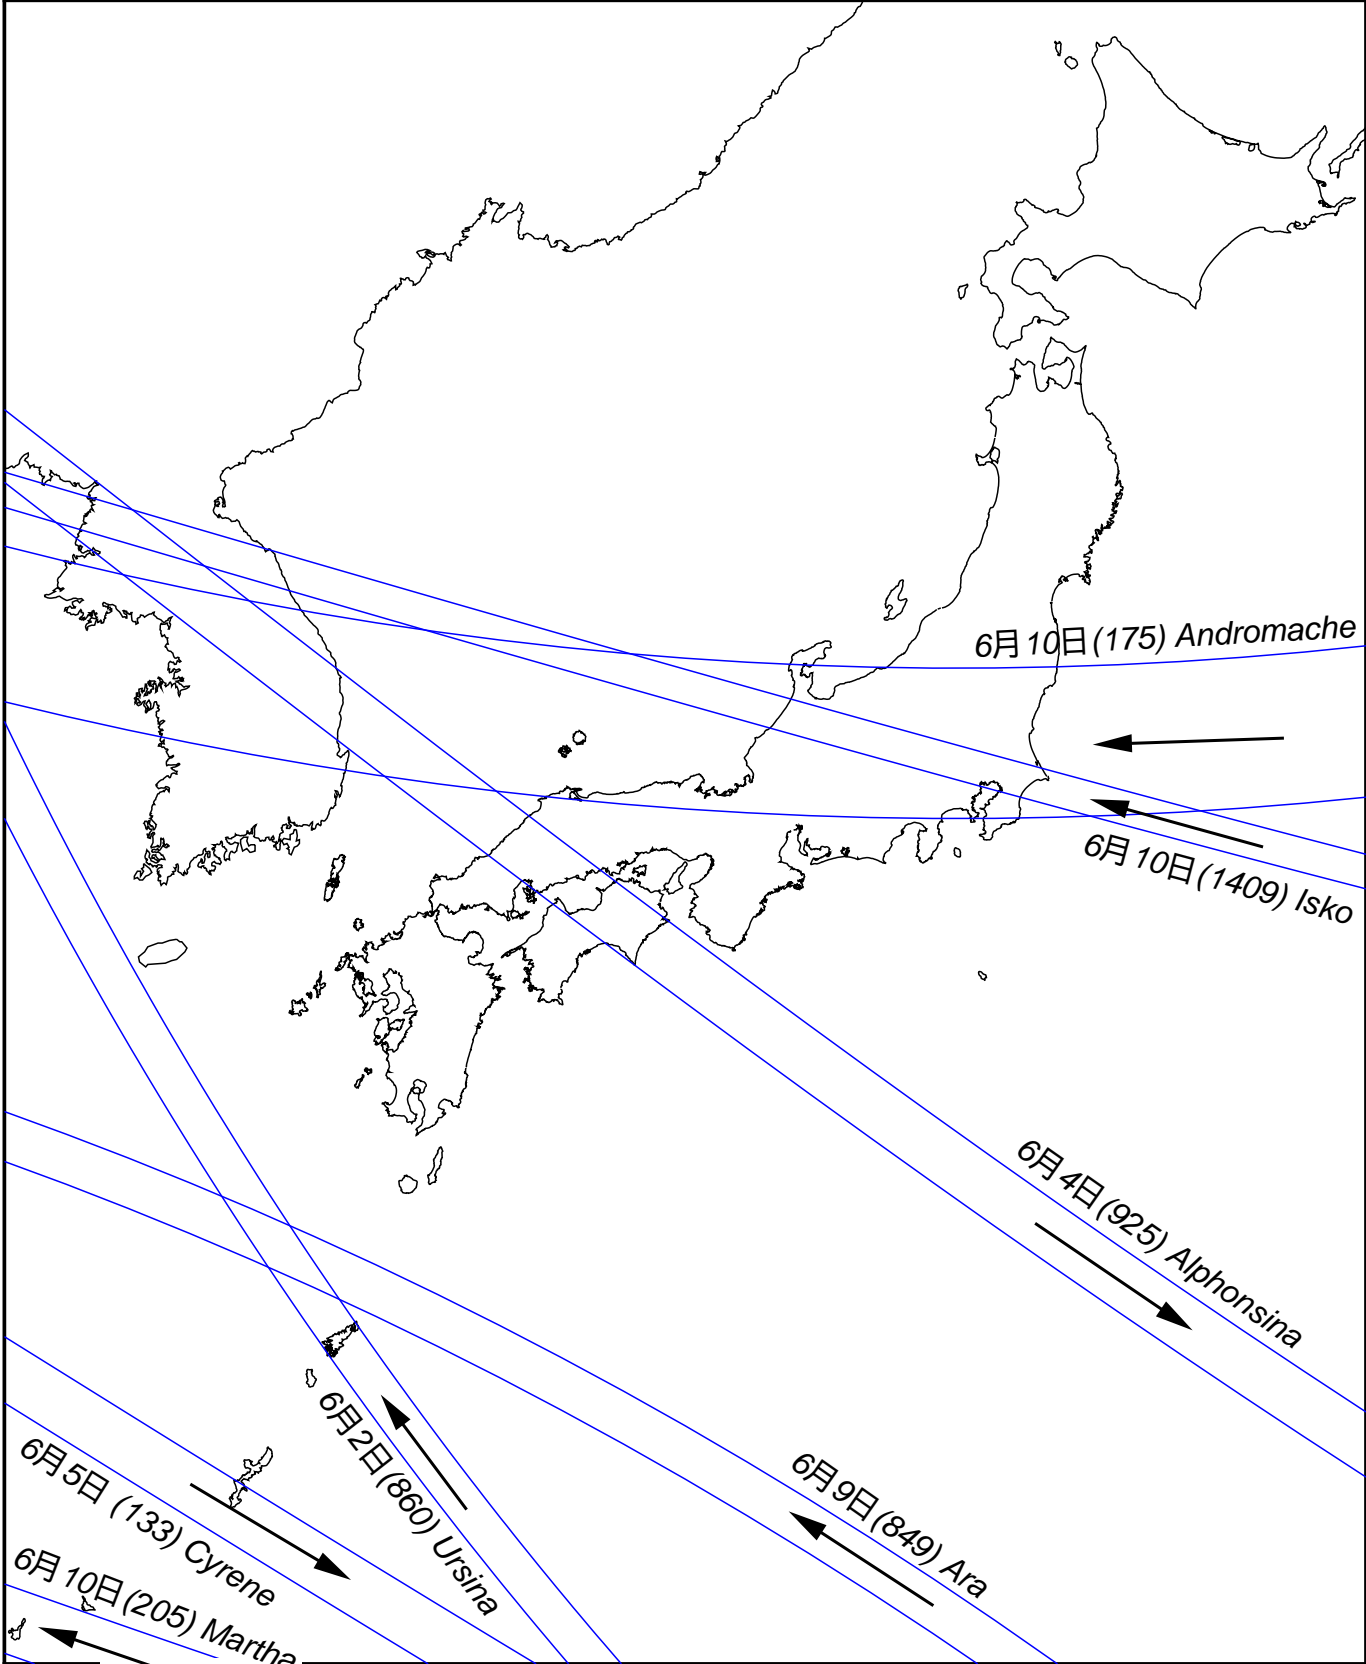 6月10日(175) Andromache
6月10日(1409) Isko
6月4日(925) Alphonsina
6月2日(860) Ursina
6月9日(849) Ara
6月5日 (133) Cyrene
6月10日(205) Martha